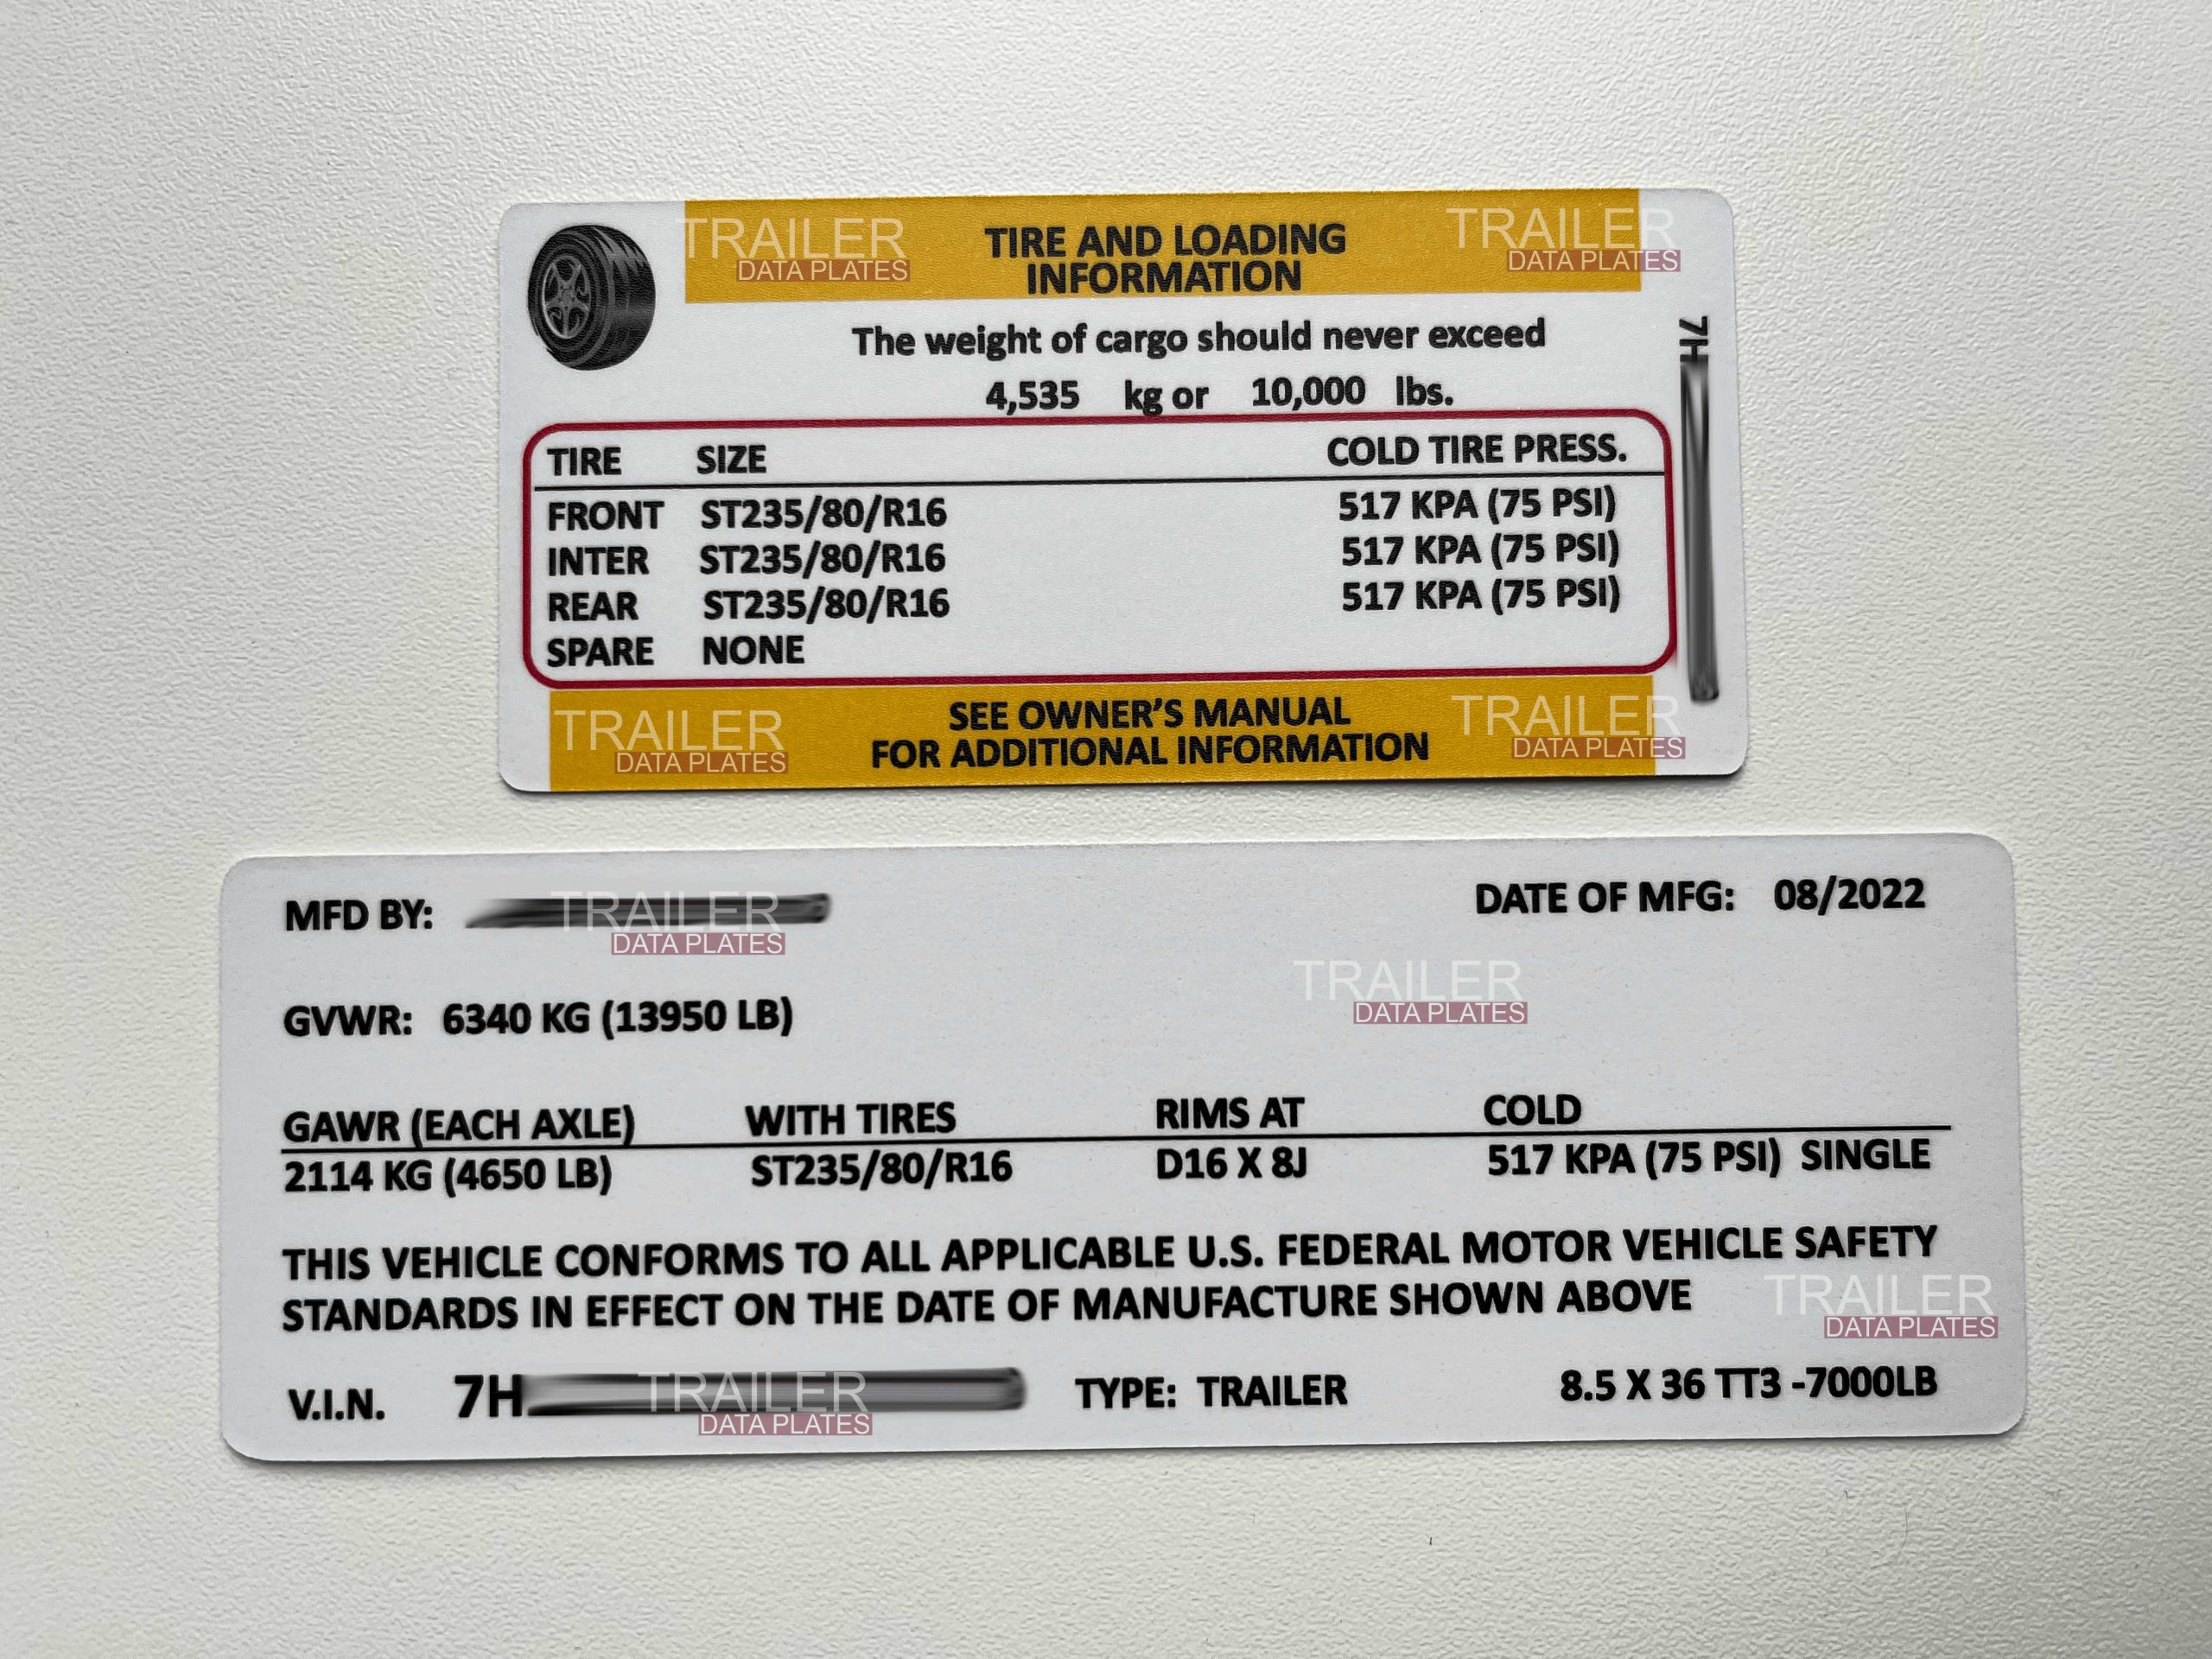 TIRE AND LOADING
INFORMATION
The weight of cargo should never exceed
4,535 kg or 10,000 lbs.
TIRE SIZE COLD TIRE PRESS.
FRONT ST235/80/R16 517 KPA (75 PSI)
INTER ST235/80/R16 517 KPA (75 PSI)
REAR ST235/80/R16 517 KPA (75 PSI)
SPARE NONE
SEE OWNER'S MANUAL
FOR ADDITIONAL INFORMATION
7H
MFD BY: DATE OF MFG: 08/2022
GVWR: 6340 KG (13950 LB)
GAWR (EACH AXLE) WITH TIRES RIMS AT COLD
2114 KG (4650 LB) ST235/80/R16 D16 X 8J 517 KPA (75 PSI) SINGLE
THIS VEHICLE CONFORMS TO ALL APPLICABLE U.S. FEDERAL MOTOR VEHICLE SAFETY
STANDARDS IN EFFECT ON THE DATE OF MANUFACTURE SHOWN ABOVE
V.I.N. 7H TYPE: TRAILER 8.5 X 36 TT3 -7000LB
TRAILER
DATA PLATES
TRAILER
DATA PLATES
TRAILER
DATA PLATES
TRAILER
DATA PLATES
TRAILER
DATA PLATES
TRAILER
DATA PLATES
TRAILER
DATA PLATES
TRAILER
DATA PLATES